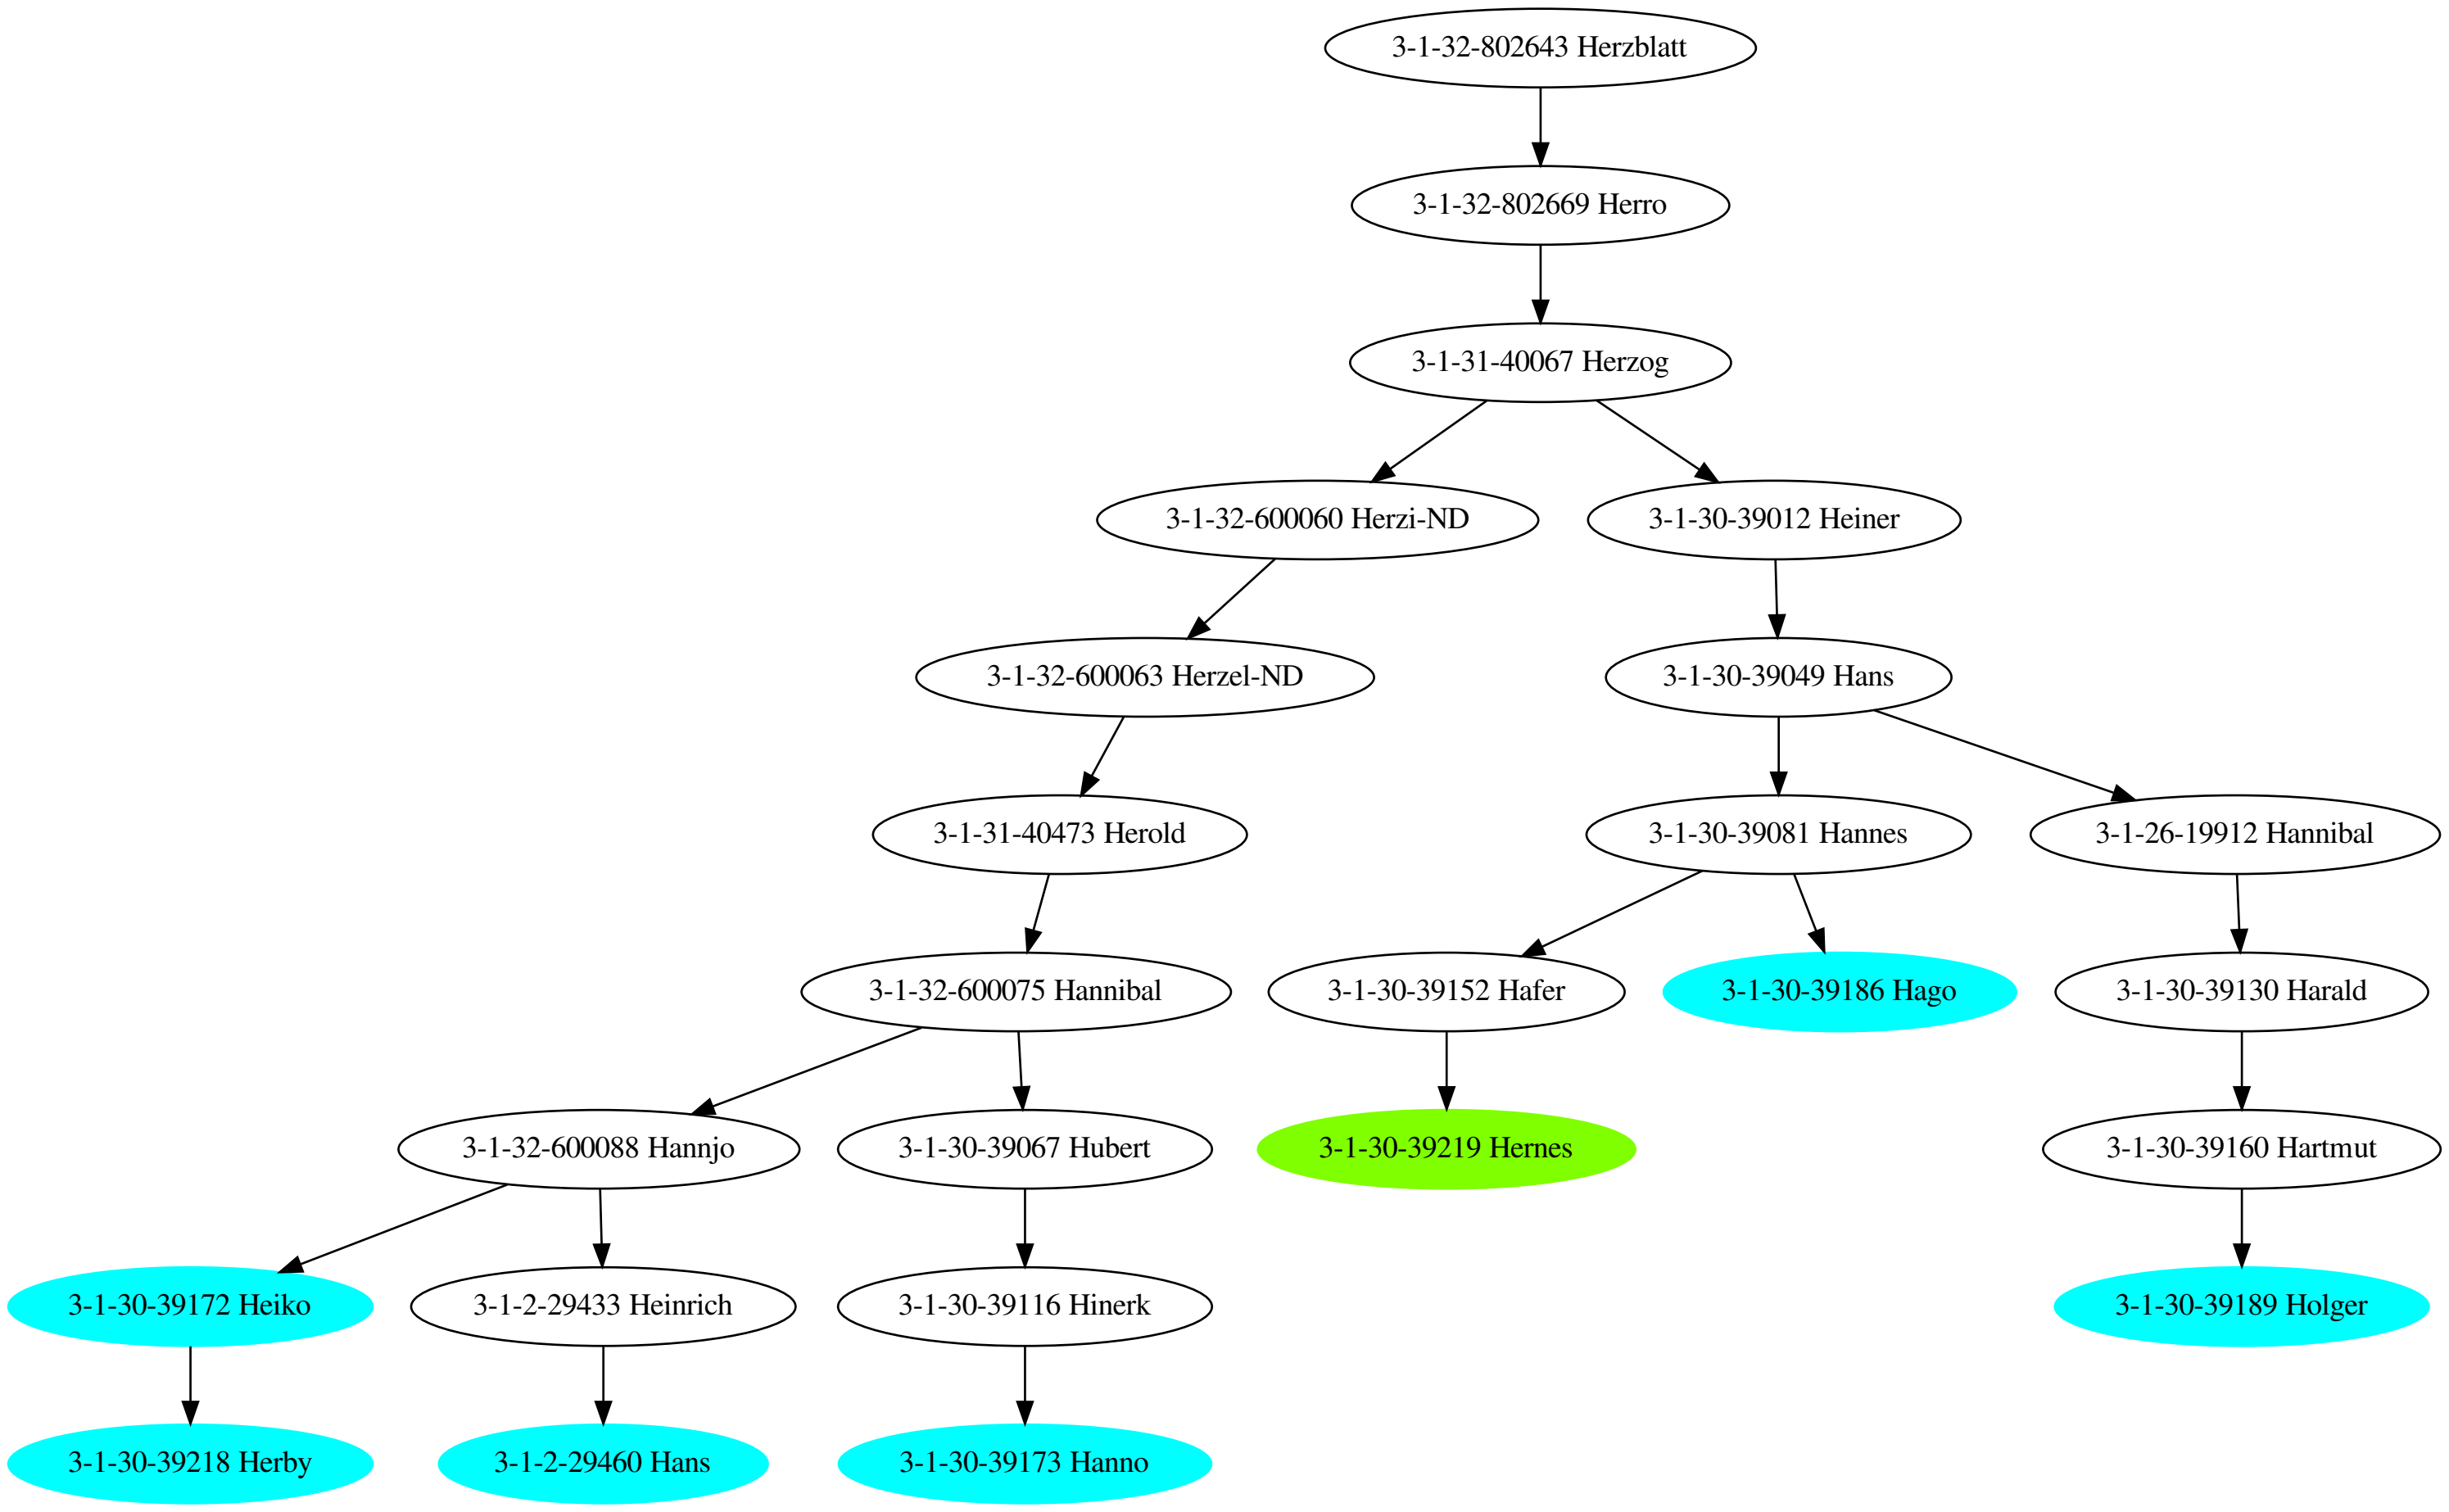 3-1-32-802643 Herzblatt
3-1-32-802669 Herro
3-1-31-40067 Herzog
3-1-32-600060 Herzi-ND
3-1-30-39012 Heiner
3-1-32-600063 Herzel-ND
3-1-30-39049 Hans
3-1-31-40473 Herold
3-1-30-39081 Hannes
3-1-26-19912 Hannibal
3-1-32-600075 Hannibal
3-1-30-39152 Hafer
3-1-30-39186 Hago
3-1-30-39130 Harald
3-1-32-600088 Hannjo
3-1-30-39067 Hubert
3-1-30-39219 Hernes
3-1-30-39160 Hartmut
3-1-30-39172 Heiko
3-1-2-29433 Heinrich
3-1-30-39116 Hinerk
3-1-30-39189 Holger
3-1-30-39218 Herby
3-1-2-29460 Hans
3-1-30-39173 Hanno